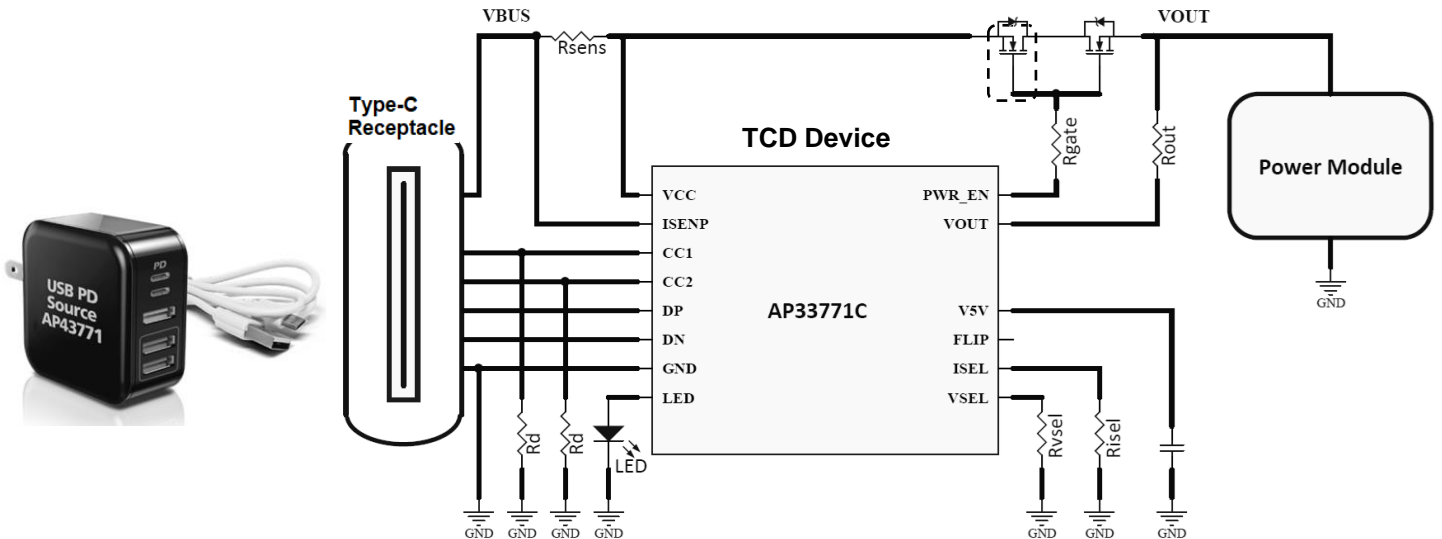 VBUS
VOUT
Rsens
Type-C
Receptacle
TCD Device
Rgate
Rout
Power Module
VCC
PWR_EN
ISENP
VOUT
CC1
CC2
DP
AP33771C
V5V
DN
FLIP
GND
ISEL
LED
VSEL
PD
USB PD
Source
AP43771
GND
Rd
Rd
LED
Rvsel
Risel
GND
GND
GND
GND
GND
GND
GND